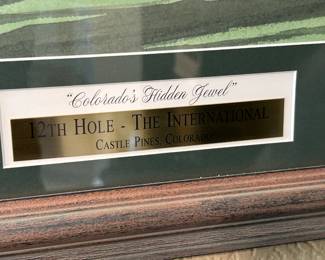 "Colorado's Hidden Jewel"
12TH HOLE - THE INTERNATIONAL
CASTLE PINES, COLORADO